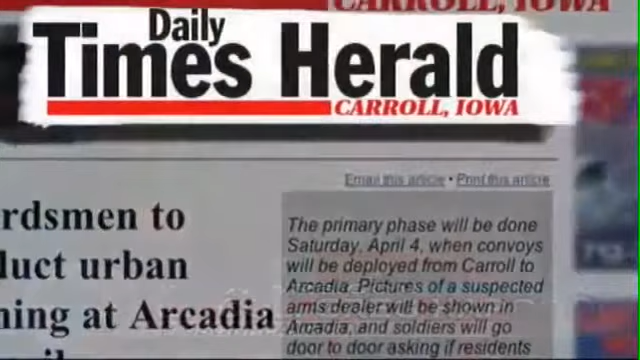 CARROLL, IOWA
Daily
Times Herald
CARROLL, IOWA
Email this article • Print this article
rdsmen to
duct urban
ning at Arcadia
The primary phase will be done
Saturday, April 4, when convoys
will be deployed from Carroll to
Arcadia. Pictures of a suspected
arms dealer will be shown in
Arcadia, and soldiers will go
door to door asking if residents